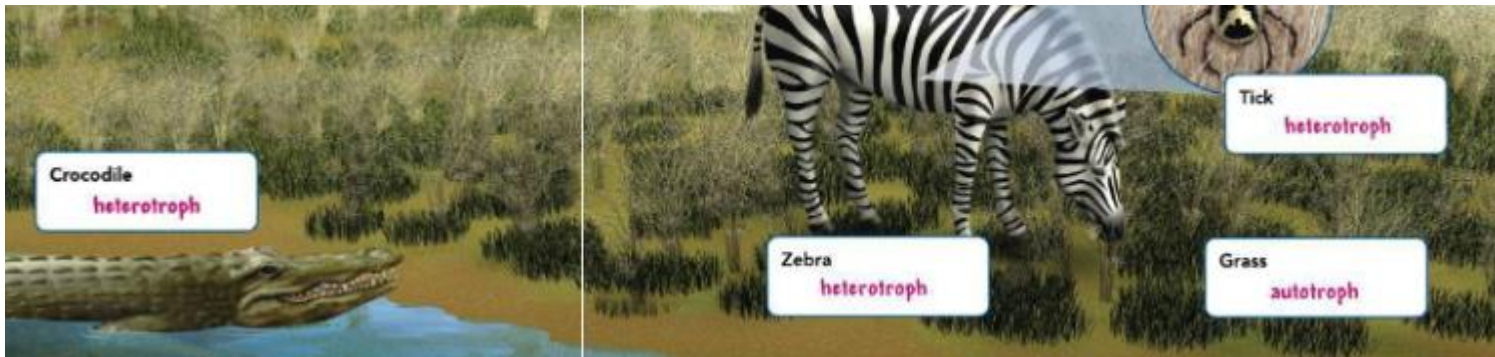 Crocodile
heterotroph
Zebra
heterotroph
Tick
heterotroph
Grass
autotroph